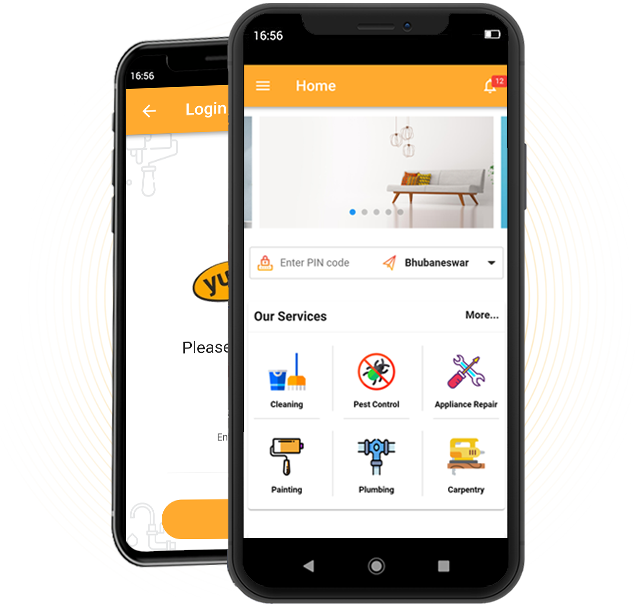 16:56
Login
yu
Please
En
16:56
Home
12
Enter PIN code
Bhubaneswar
Our Services
More...
Cleaning
Pest Control
Appliance Repair
Painting
Plumbing
Carpentry